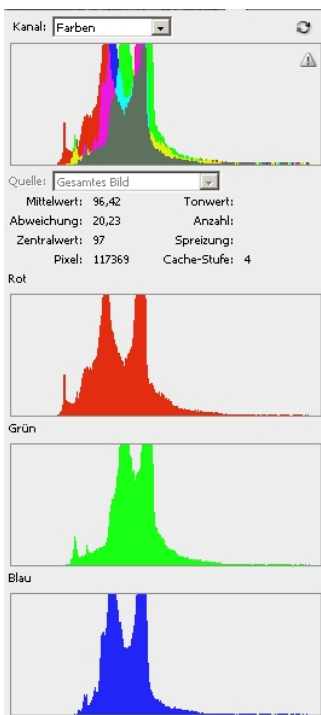 Kanal: Farben
Quelle: Gesamtes Bild
Mittelwert: 96,42 Tonwert:
Abweichung: 20,23 Anzahl:
Zentralwert: 97 Spreizung:
Pixel: 117369 Cache-Stufe: 4
Rot
Grün
Blau